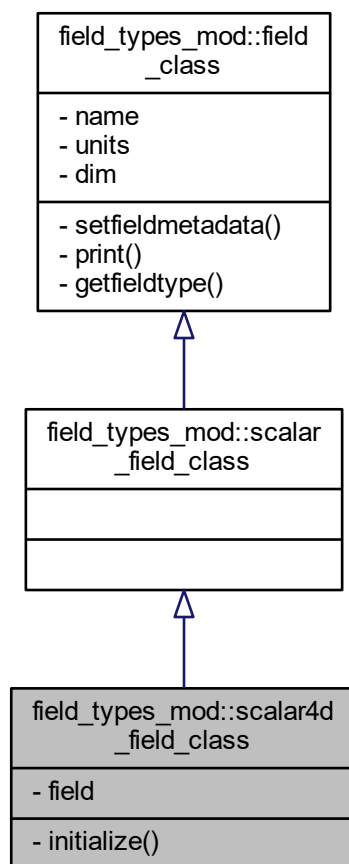 field_types_mod::field
_class
- name
- units
- dim
- setfieldmetadata()
- print()
- getfieldtype()
field_types_mod::scalar
_field_class
field_types_mod::scalar4d
_field_class
- field
- initialize()